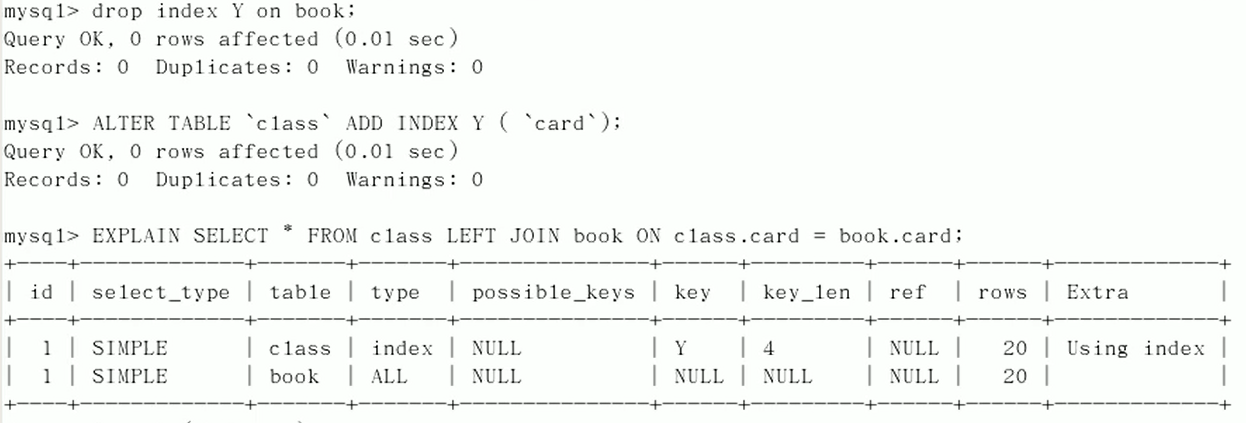 mysql> drop index Y on book;
Query OK, 0 rows affected (0.01 sec)
Records: 0  Duplicates: 0  Warnings: 0
mysql> ALTER TABLE `class` ADD INDEX Y ( `card`);
Query OK, 0 rows affected (0.01 sec)
Records: 0  Duplicates: 0  Warnings: 0
mysql> EXPLAIN SELECT * FROM class LEFT JOIN book ON class.card = book.card;
+----+-------------+-------+-------+---------------+------+---------+------+------+-------------+
| id | select_type | table | type  | possible_keys | key  | key_len | ref  | rows | Extra       |
+----+-------------+-------+-------+---------------+------+---------+------+------+-------------+
|  1 | SIMPLE      | class | index | NULL          | Y    | 4       | NULL |   20 | Using index |
|  1 | SIMPLE      | book  | ALL   | NULL          | NULL | NULL    | NULL |   20 |             |
+----+-------------+-------+-------+---------------+------+---------+------+------+-------------+